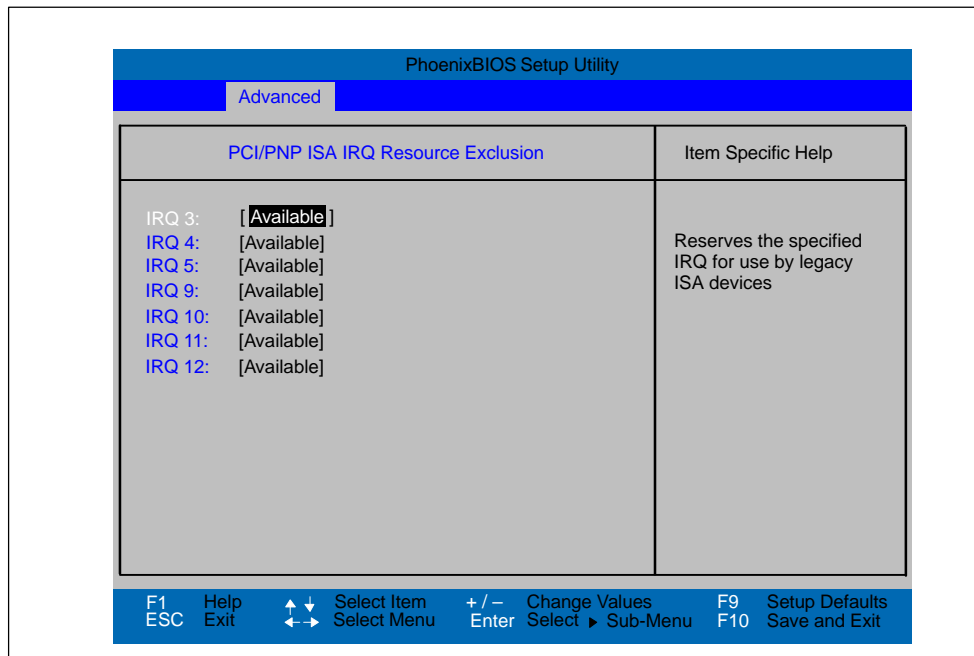 PhoenixBIOS Setup Utility
Advanced
PCI/PNP ISA IRQ Resource Exclusion
Item Specific Help
IRQ 3: [ Available ]
IRQ 4: [Available]
IRQ 5: [Available]
IRQ 9: [Available]
IRQ 10: [Available]
IRQ 11: [Available]
IRQ 12: [Available]
Reserves the specified
IRQ for use by legacy
ISA devices
F1 Help Select Item + / – Change Values F9 Setup Defaults
ESC Exit Select Menu Enter Select Sub-Menu F10 Save and Exit